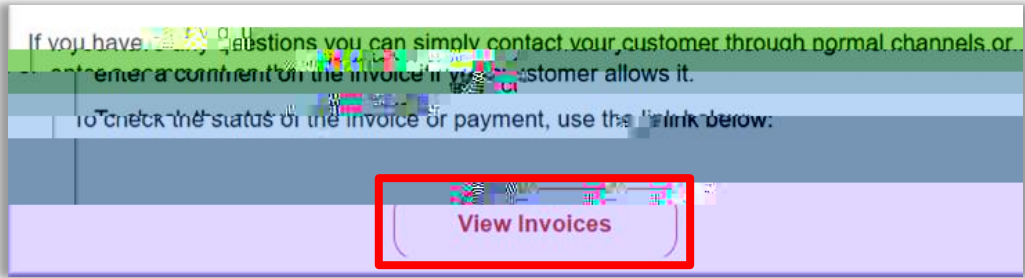 If you have any questions you can simply contact your customer through normal channels or
enter a comment on the invoice if your customer allows it.
To check the status of the invoice or payment, use the link below:
View Invoices